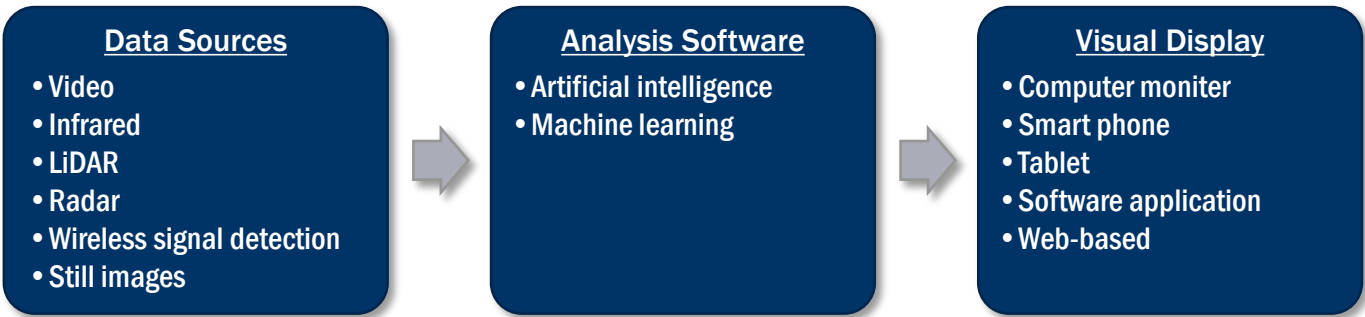 Data Sources
•Video
•Infrared
•LiDAR
•Radar
•Wireless signal detection
•Still images
Analysis Software
•Artificial intelligence
•Machine learning
Visual Display
•Computer moniter
•Smart phone
•Tablet
•Software application
•Web-based